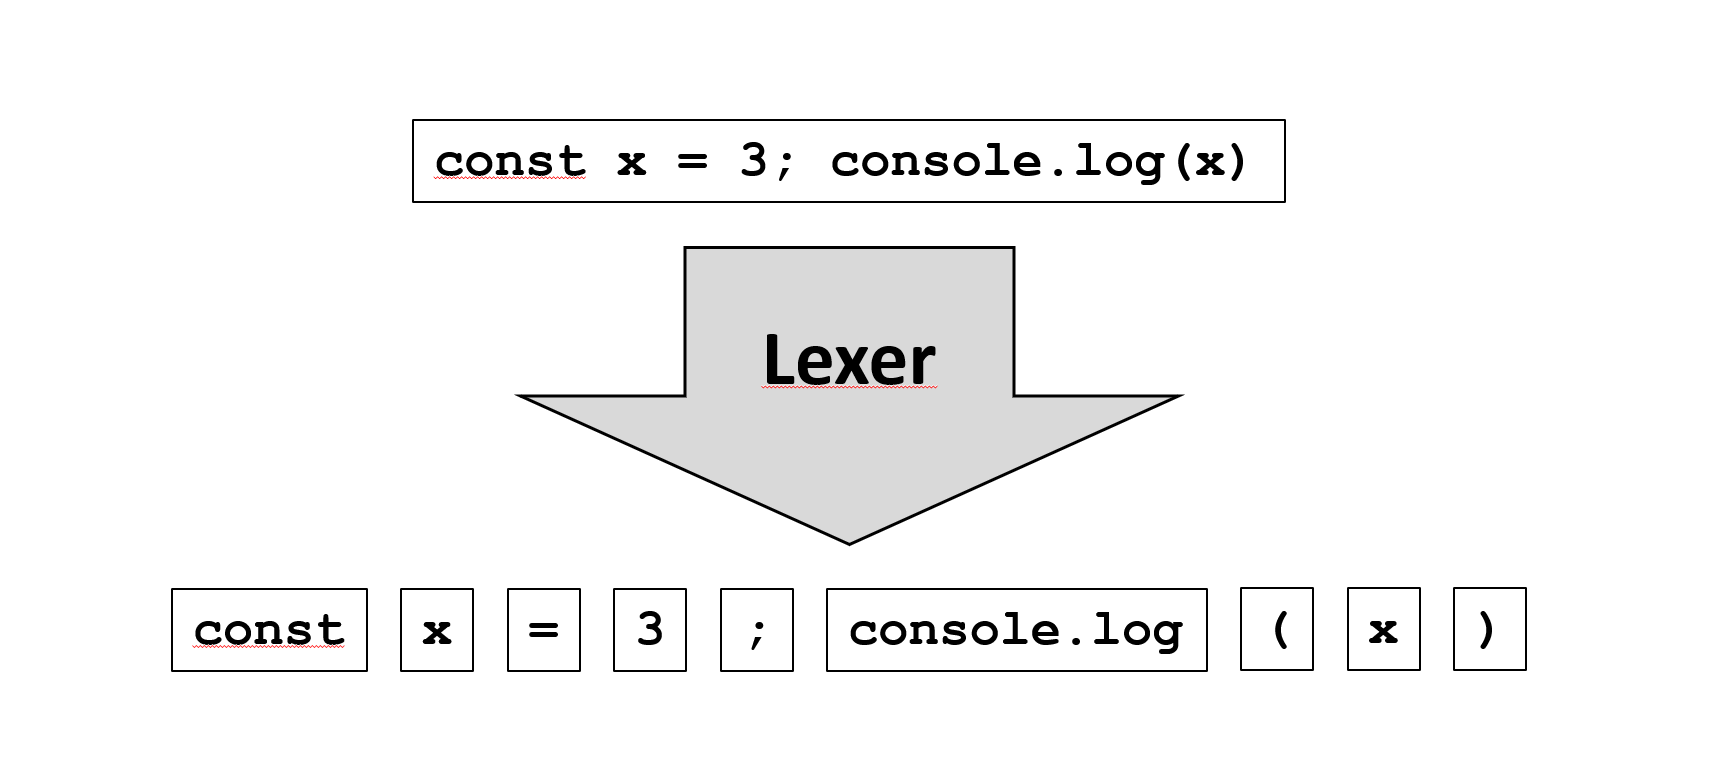 const x = 3; console.log(x)
Lexer
const x = 3 ; console.log ( x )